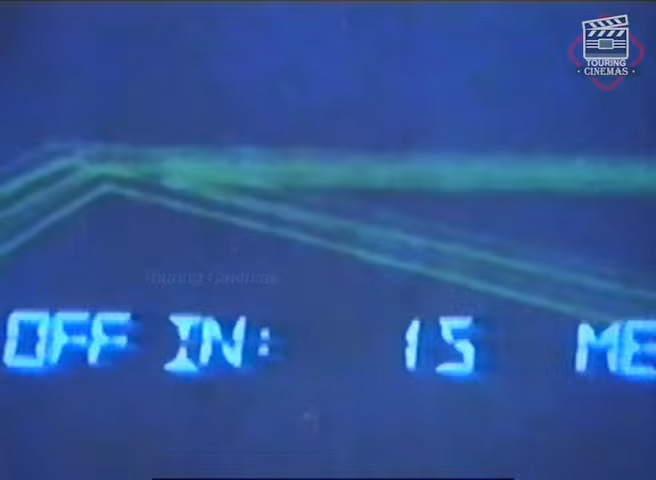 TOURING
• CINEMAS •
Touring Cinemas
OFF IN: 15 ME